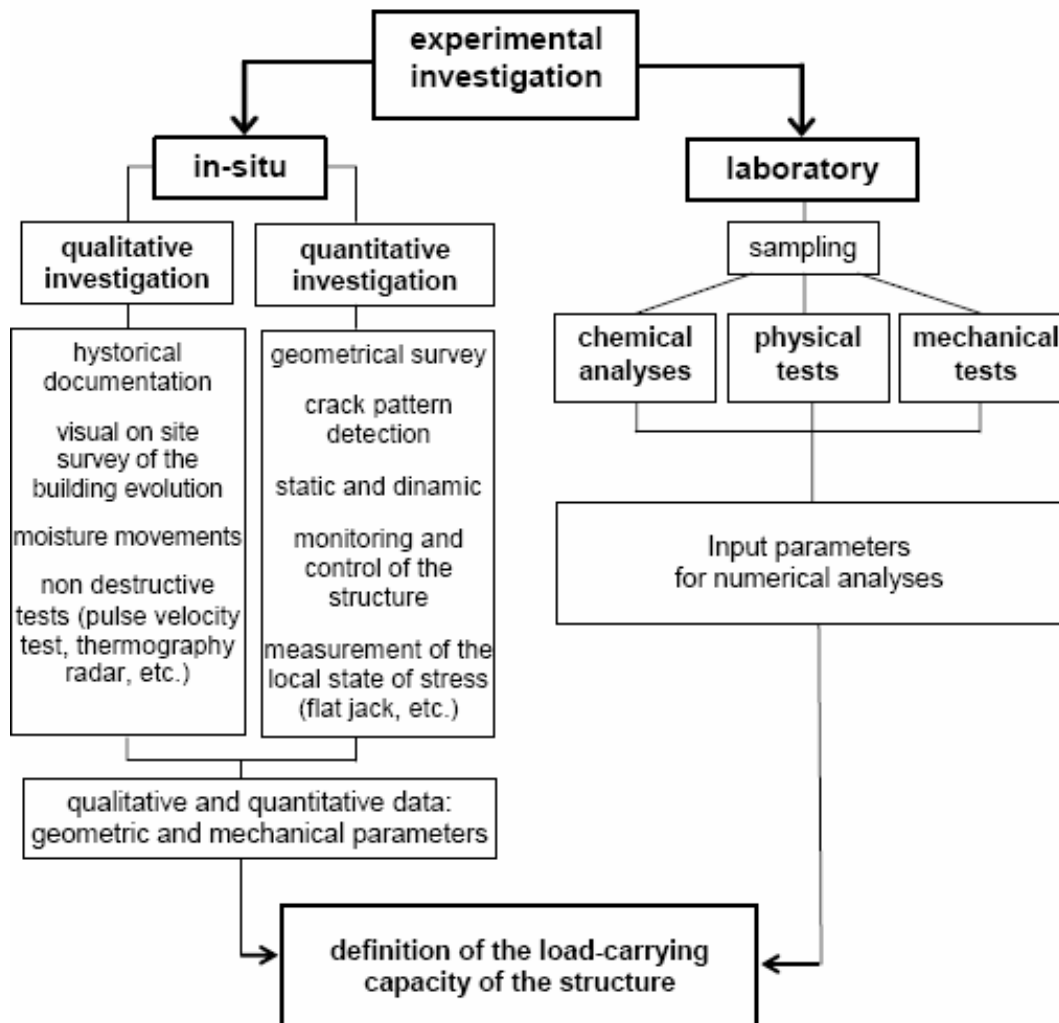 experimental
investigation
in-situ
laboratory
qualitative
investigation
quantitative
investigation
sampling
chemical
analyses
physical
tests
mechanical
tests
hystorical
documentation
visual on site
survey of the
building evolution
moisture movements
non destructive
tests (pulse velocity
test, thermography
radar, etc.)
geometrical survey
crack pattern
detection
static and dinamic
monitoring and
control of the
structure
measurement of the
local state of stress
(flat jack, etc.)
Input parameters
for numerical analyses
qualitative and quantitative data:
geometric and mechanical parameters
definition of the load-carrying
capacity of the structure